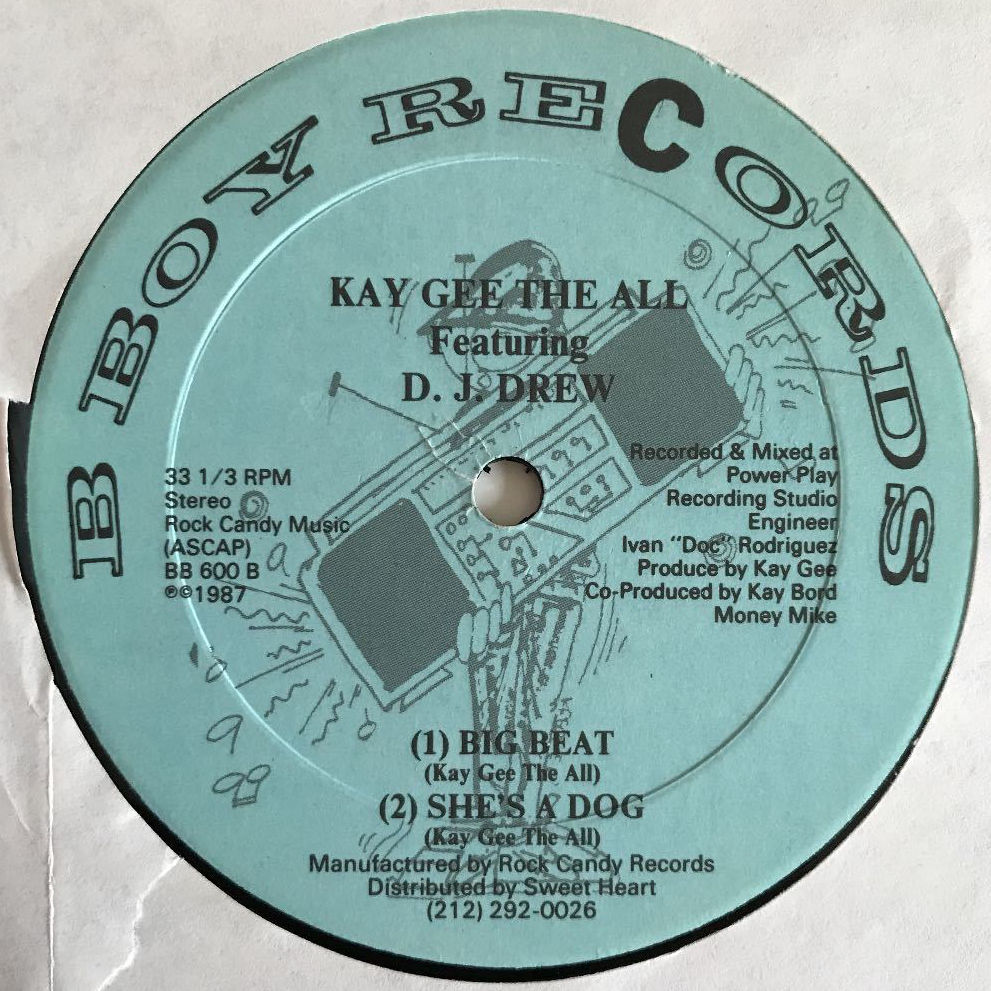 B BOY RECORDS
KAY GEE THE ALL
Featuring
D. J. DREW
33 1/3 RPM
Stereo
Rock Candy Music
(ASCAP)
BB 600 B
℗©1987
Recorded & Mixed at
Power Play
Recording Studio
Engineer
Ivan "Doc" Rodriguez
Produce by Kay Gee
Co-Produced by Kay Bord
Money Mike
(1) BIG BEAT
(Kay Gee The All)
(2) SHE'S A DOG
(Kay Gee The All)
Manufactured by Rock Candy Records
Distributed by Sweet Heart
(212) 292-0026